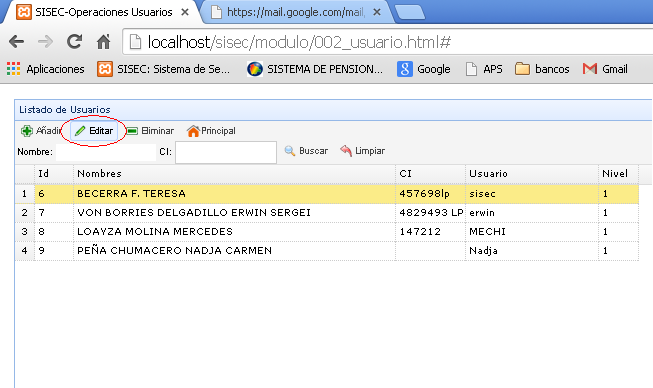 SISEC-Operaciones Usuarios × https://mail.google.com/mail ×
localhost/sisec/modulo/002_usuario.html#
Aplicaciones SISEC: Sistema de Se... SISTEMA DE PENSION... Google APS bancos Gmail
Listado de Usuarios
Añadir Editar Eliminar Principal
Nombre: CI: Buscar Limpiar
Id Nombres CI Usuario Nivel
1 6 BECERRA F. TERESA 457698lp sisec 1
2 7 VON BORRIES DELGADILLO ERWIN SERGEI 4829493 LP erwin 1
3 8 LOAYZA MOLINA MERCEDES 147212 MECHI 1
4 9 PEÑA CHUMACERO NADJA CARMEN Nadja 1